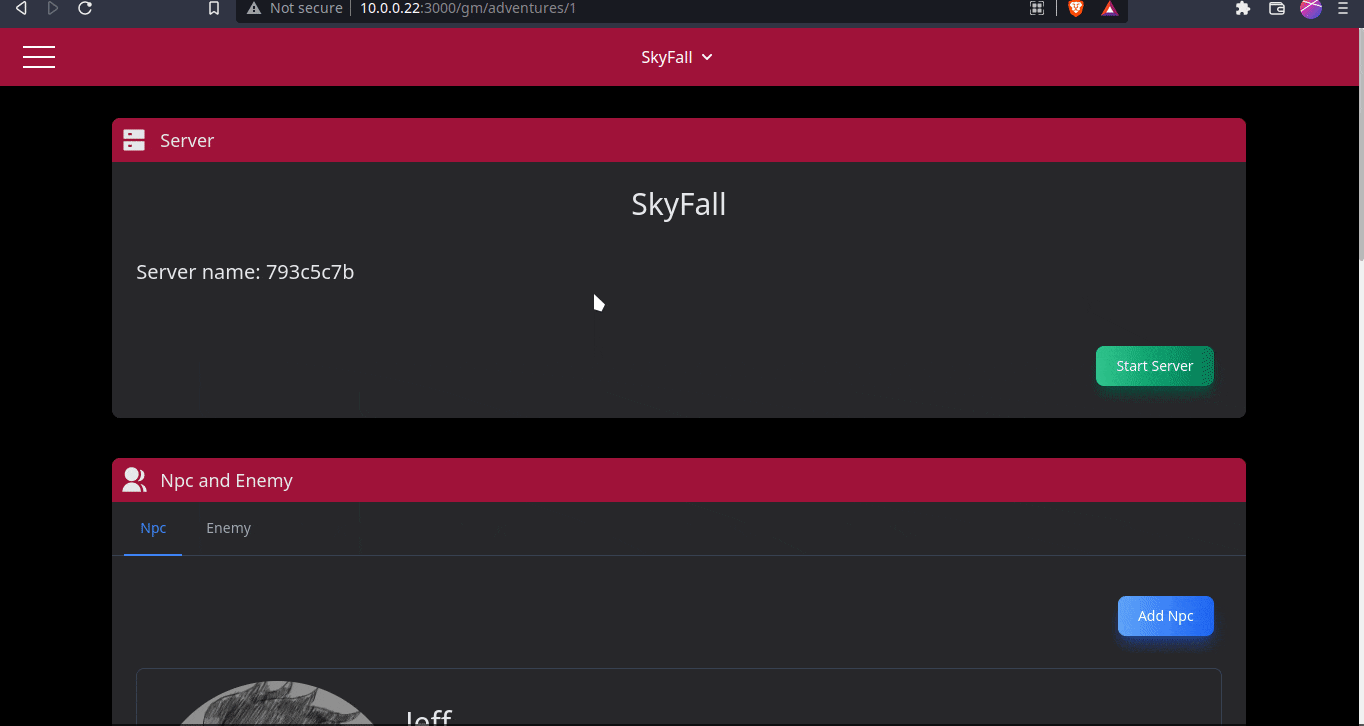 Not secure 10.0.0.22:3000/gm/adventures/1
SkyFall
Server
SkyFall
Server name: 793c5c7b
Start Server
Npc and Enemy
Npc Enemy
Add Npc
Jeff